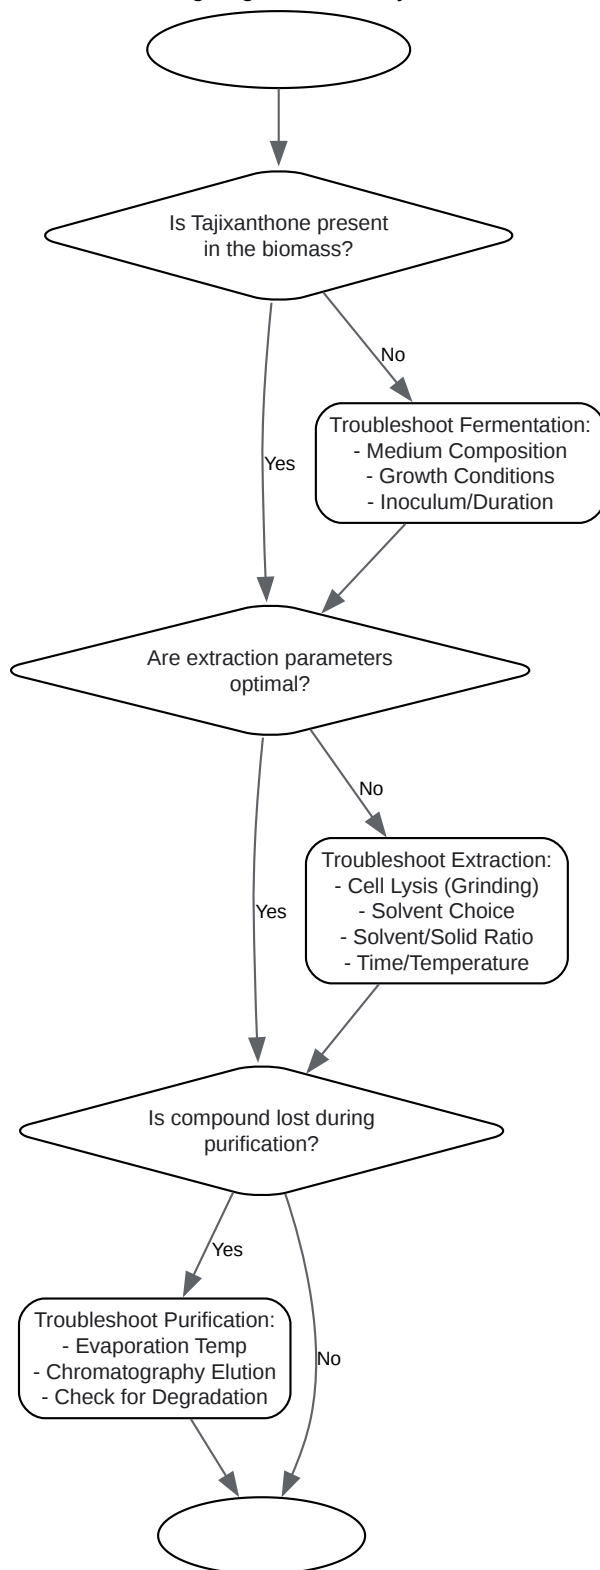 Is Tajixanthone present
in the biomass?
No
Yes
Troubleshoot Fermentation:
- Medium Composition
- Growth Conditions
- Inoculum/Duration
Are extraction parameters
optimal?
No
Yes
Troubleshoot Extraction:
- Cell Lysis (Grinding)
- Solvent Choice
- Solvent/Solid Ratio
- Time/Temperature
Is compound lost during
purification?
Yes
No
Troubleshoot Purification:
- Evaporation Temp
- Chromatography Elution
- Check for Degradation